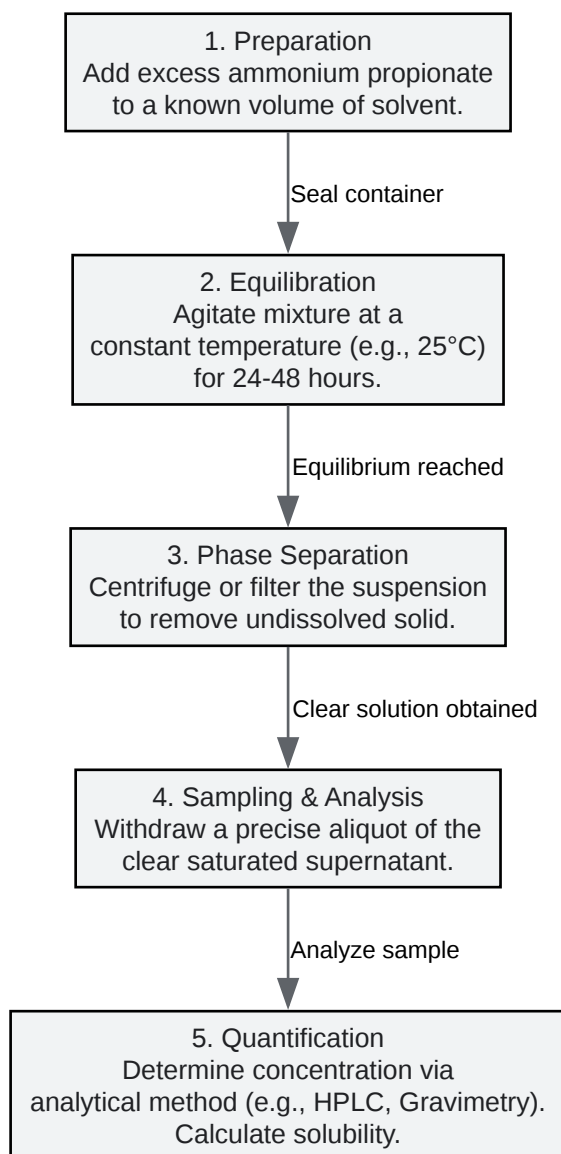 1. Preparation
Add excess ammonium propionate
to a known volume of solvent.
Seal container
2. Equilibration
Agitate mixture at a
constant temperature (e.g., 25°C)
for 24-48 hours.
Equilibrium reached
3. Phase Separation
Centrifuge or filter the suspension
to remove undissolved solid.
Clear solution obtained
4. Sampling & Analysis
Withdraw a precise aliquot of the
clear saturated supernatant.
Analyze sample
5. Quantification
Determine concentration via
analytical method (e.g., HPLC, Gravimetry).
Calculate solubility.